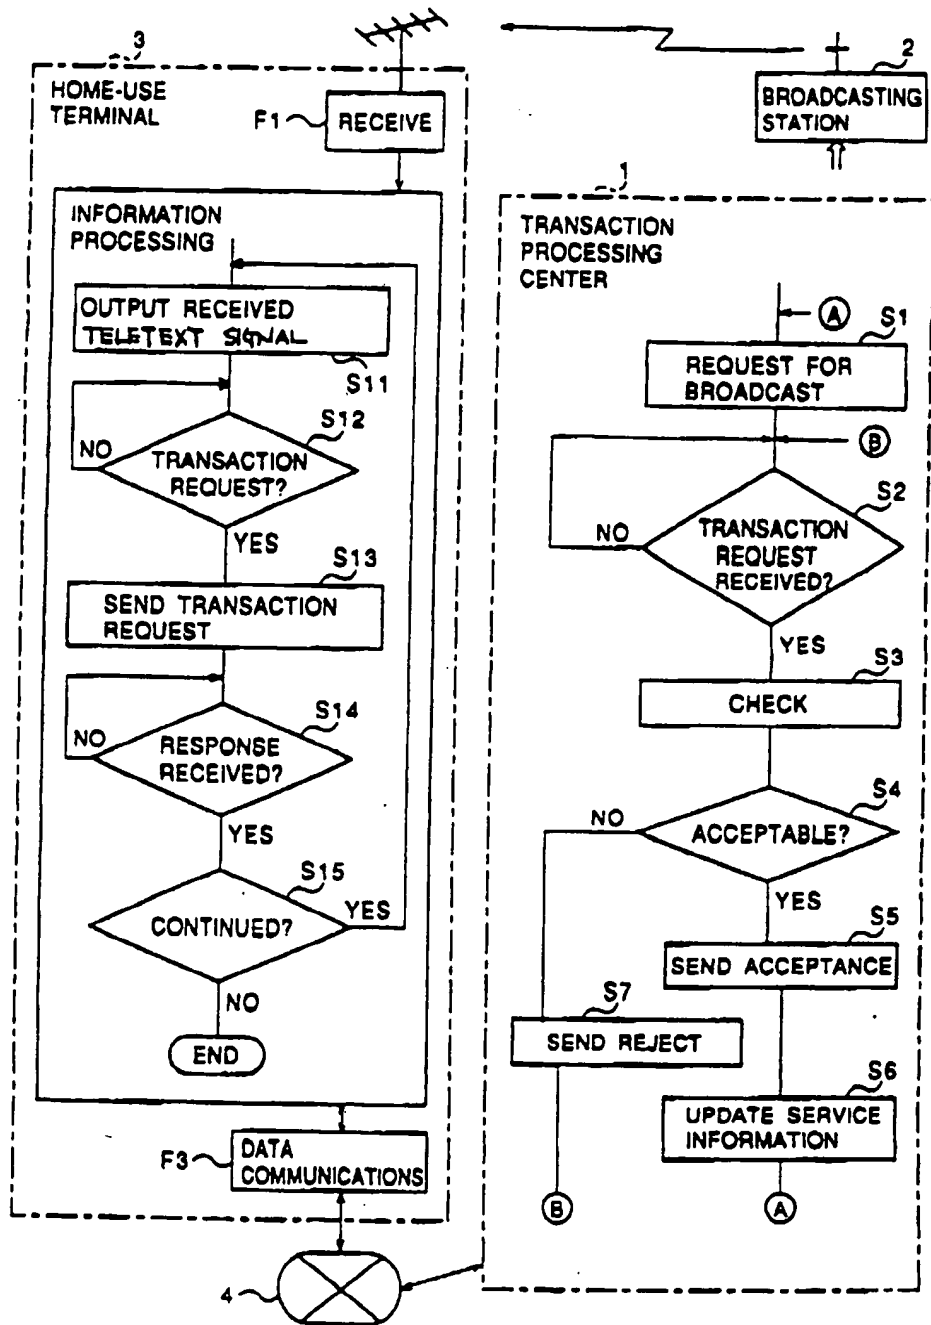 3
HOME-USE
TERMINAL
F1
RECEIVE
2
BROADCASTING
STATION
INFORMATION
PROCESSING
OUTPUT RECEIVED
TELETEXT SIGNAL
S11
S12
NO
TRANSACTION
REQUEST?
YES
S13
SEND TRANSACTION
REQUEST
S14
NO
RESPONSE
RECEIVED?
YES
S15
CONTINUED?
YES
NO
END
F3
DATA
COMMUNICATIONS
4
1
TRANSACTION
PROCESSING
CENTER
A
S1
REQUEST FOR
BROADCAST
B
S2
NO
TRANSACTION
REQUEST
RECEIVED?
YES
S3
CHECK
S4
NO
ACCEPTABLE?
YES
S5
SEND ACCEPTANCE
S7
SEND REJECT
S6
UPDATE SERVICE
INFORMATION
B
A